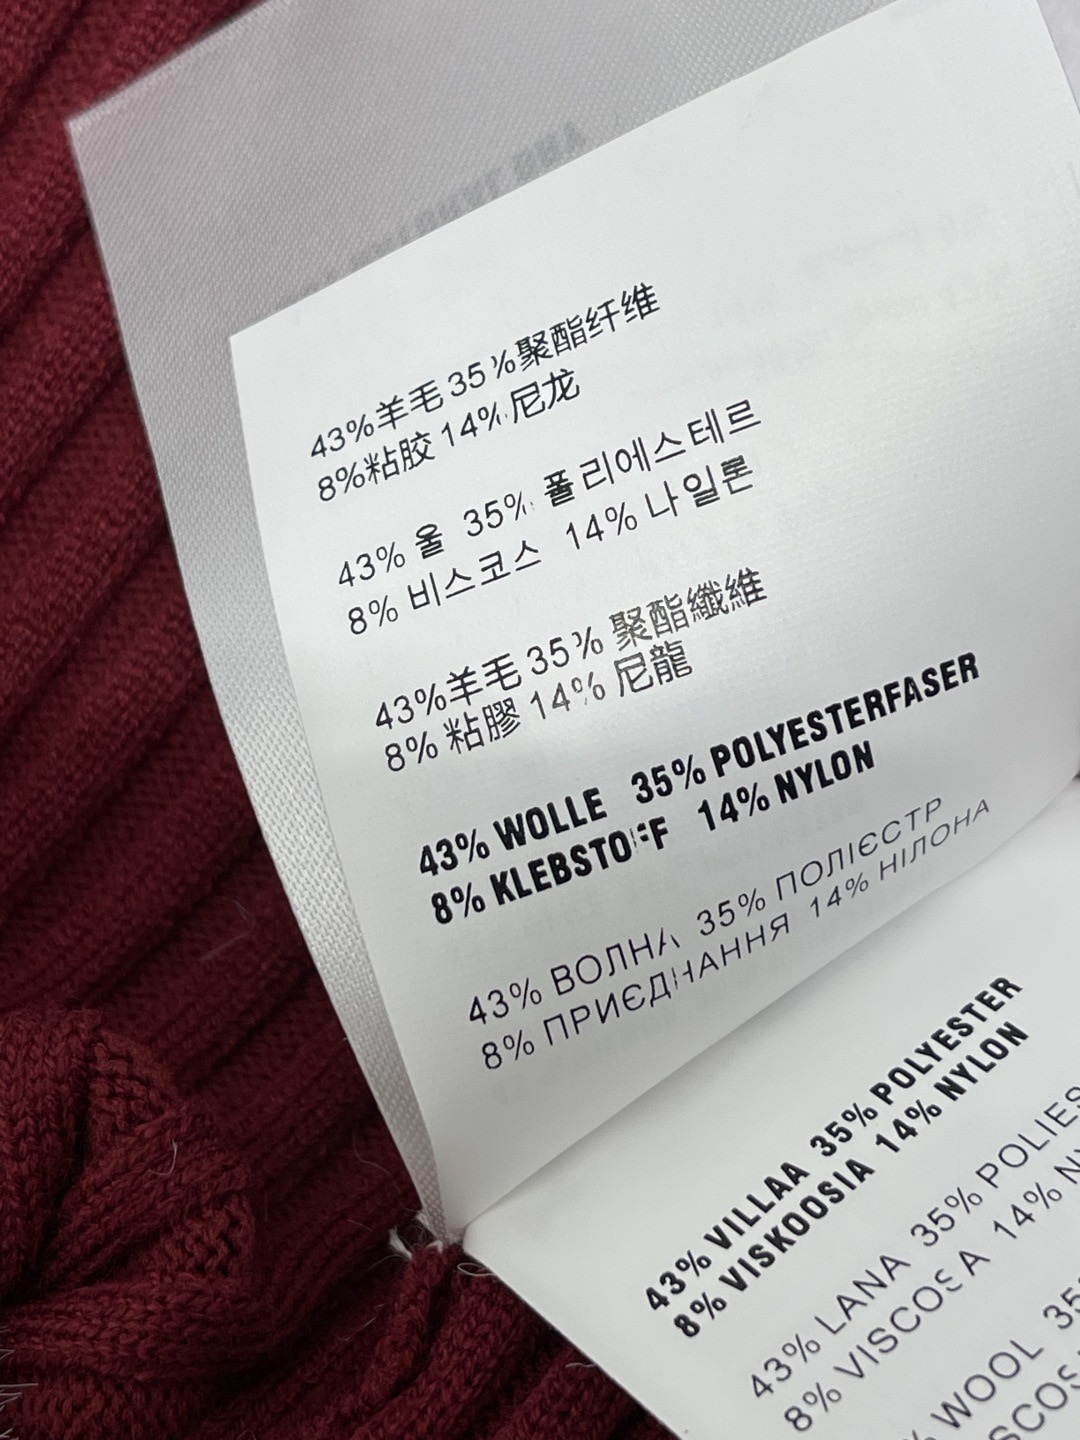 43%羊毛 35%聚酯纤维
8%粘胶 14%尼龙
43% 울 35% 폴리에스테르
8% 비스코스 14% 나일론
43%羊毛 35% 聚酯纖維
8% 粘膠 14% 尼龍
43% WOLLE 35% POLYESTERFASER
8% KLEBSTOFF 14% NYLON
43% ВОЛНА 35% ПОЛІЄСТР
8% ПРИЄДНАННЯ 14% НІЛОНА
43% VILLAA 35% POLYESTER
8% VISKOOSIA 14% NYLON
43% LANA 35% POLIES
8% VISCOSA 14% N
% WOOL 35
SCOS